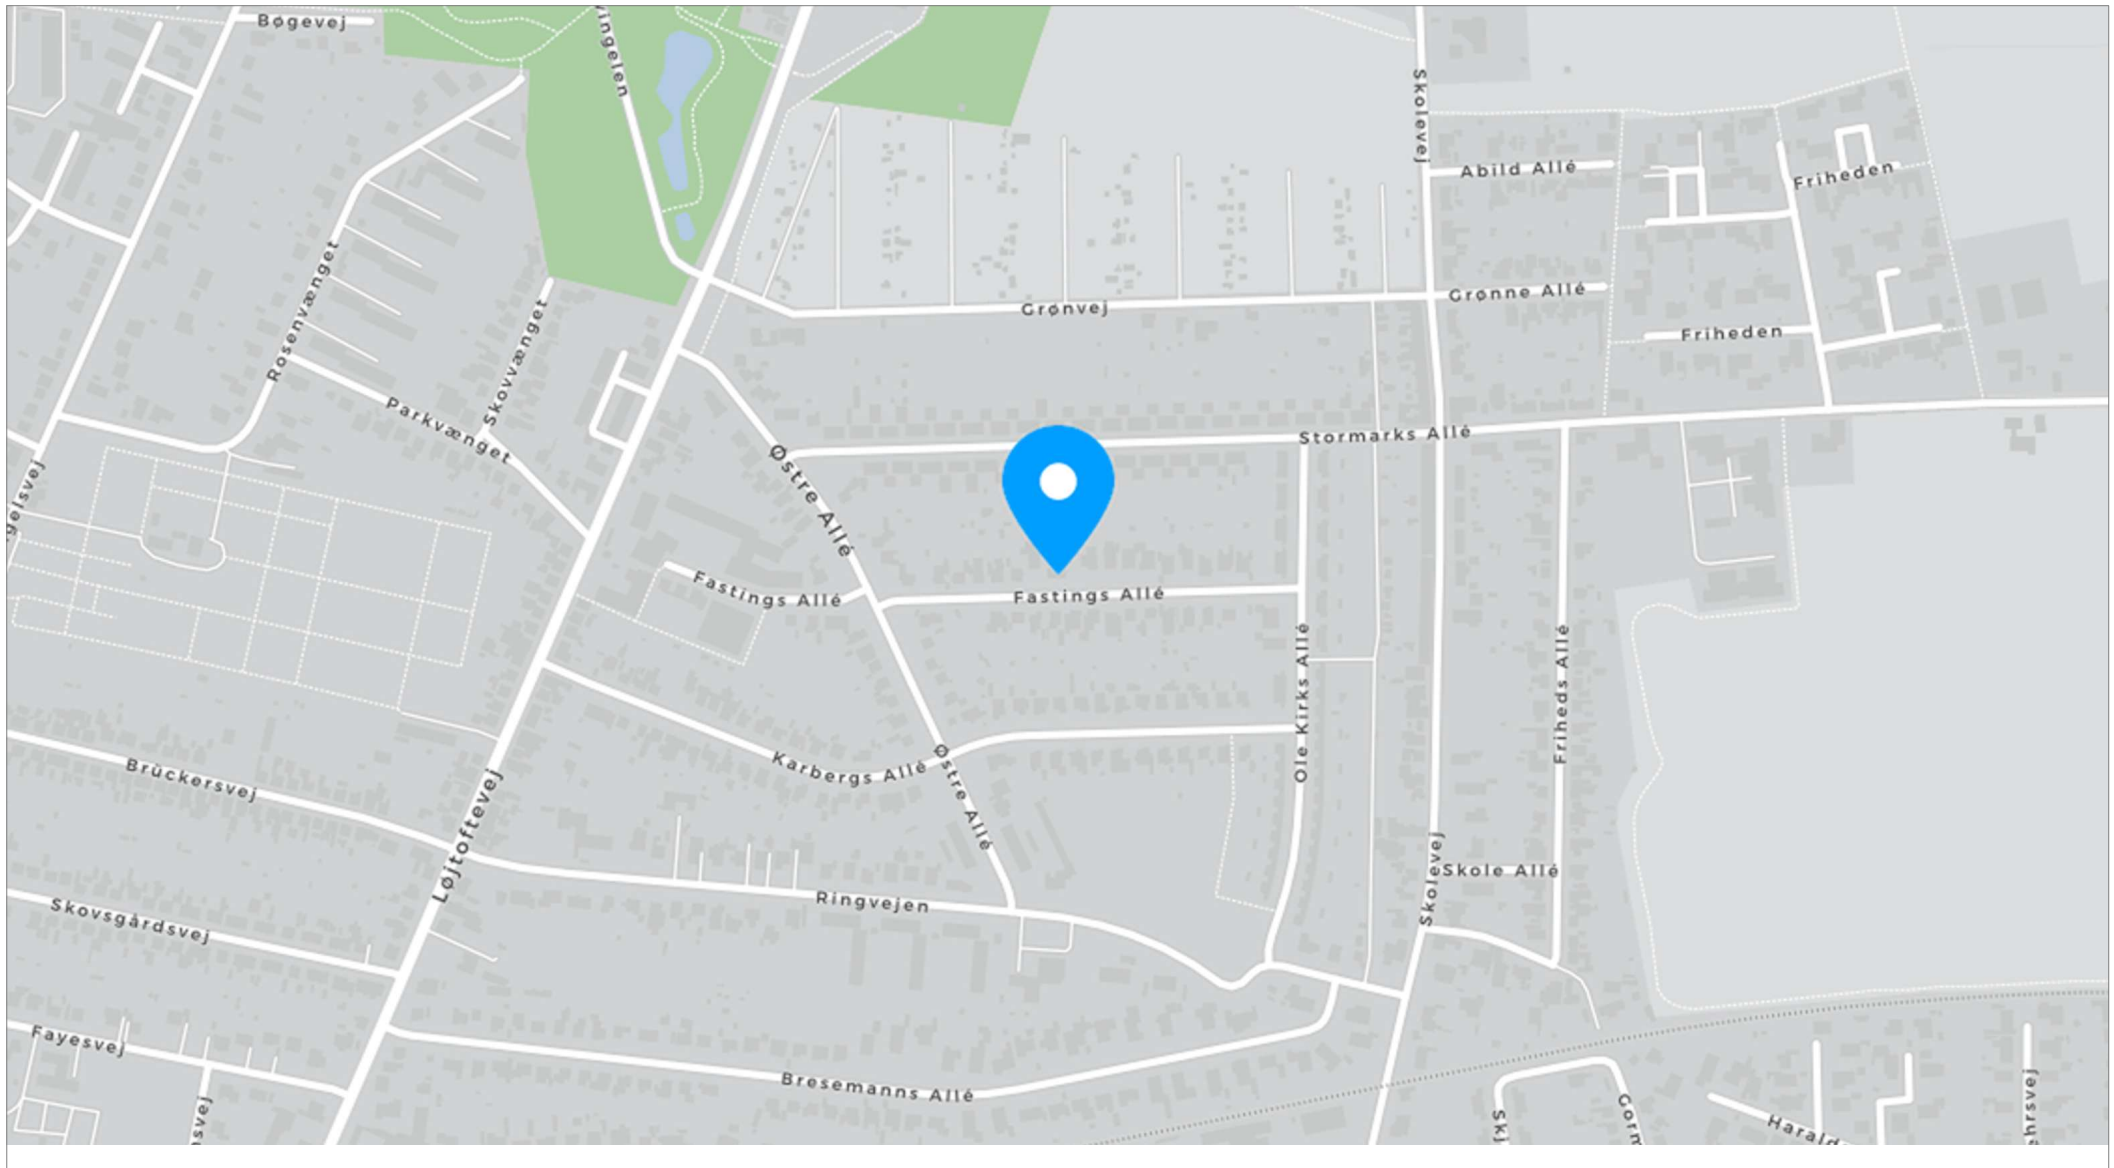 Bøgevej
Skolevej
Abild Allé
Friheden
Rosenvænget
Skovvænget
Grønvej
Grønne Allé
Friheden
Parkvænget
Stormarks Allé
Østre Allé
Fastings Allé
Fastings Allé
Ole Kirks Allé
Friheds Allé
Karbergs Allé
Østre Allé
Brückersvej
Løjtoftevej
Skolevej
Skole Allé
Ringvejen
Skovsgårdsvej
Fayesvej
Bresemanns Allé